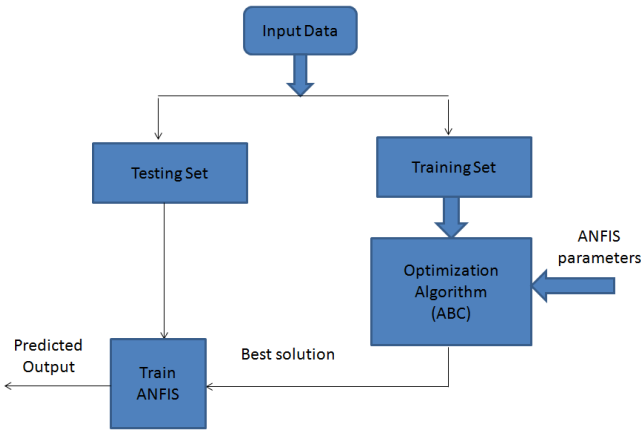 Input Data
Testing Set
Training Set
ANFIS
parameters
Optimization
Algorithm
(ABC)
Predicted
Output
Best solution
Train
ANFIS